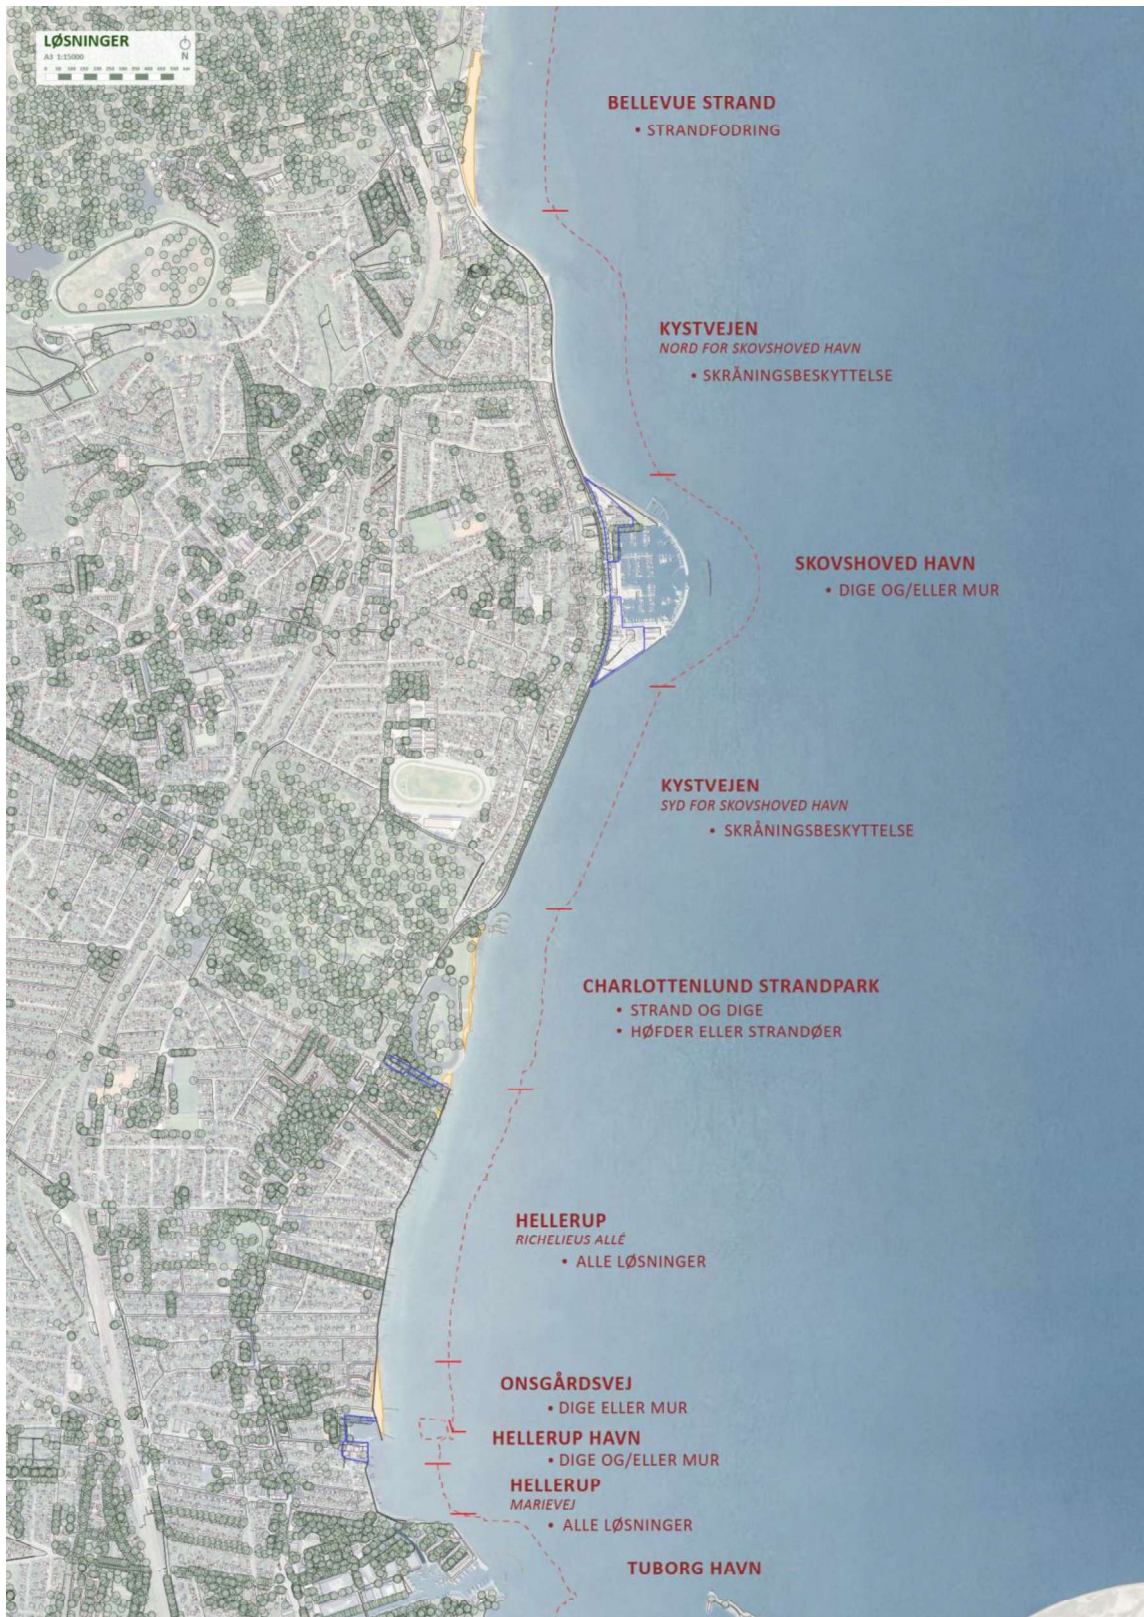 LØSNINGER
A3 1:15000
N
BELLEVUE STRAND
• STRANDFODRING
KYSTVEJEN
NORD FOR SKOVSHOVED HAVN
• SKRÅNINGSBESKYTTELSE
SKOVSHOVED HAVN
• DIGE OG/ELLER MUR
KYSTVEJEN
SYD FOR SKOVSHOVED HAVN
• SKRÅNINGSBESKYTTELSE
CHARLOTTENLUND STRANDPARK
• STRAND OG DIGE
• HØFDER ELLER STRANDØER
HELLERUP
RICHELIEUS ALLÉ
• ALLE LØSNINGER
ONSGÅRDSVEJ
• DIGE ELLER MUR
HELLERUP HAVN
• DIGE OG/ELLER MUR
HELLERUP
MARIEVEJ
• ALLE LØSNINGER
TUBORG HAVN